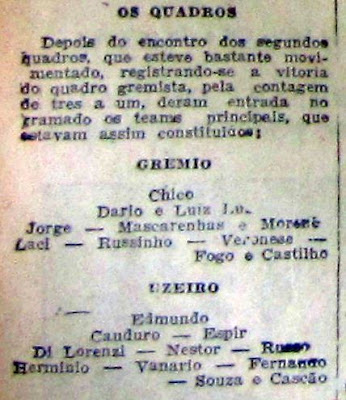 OS QUADROS
Depois do encontro dos segundos
quadros, que esteve bastante movi-
mentado, registrando-se a vitoria
do quadro gremista, pela contagem
de tres a um, deram entrada no
gramado os teams principais, que
estavam assim constituidos:
GREMIO
Chico
Dario e Luiz
Jorge — Mascarenhas e Morenê
Laci — Russinho — Veronese —
Fogo e Castilho
UZEIRO
Edmundo
Cauduro — Espir
Di Lorenzi — Nestor — Russo
Herminio — Vanario — Fernando
— Souza e Cascão